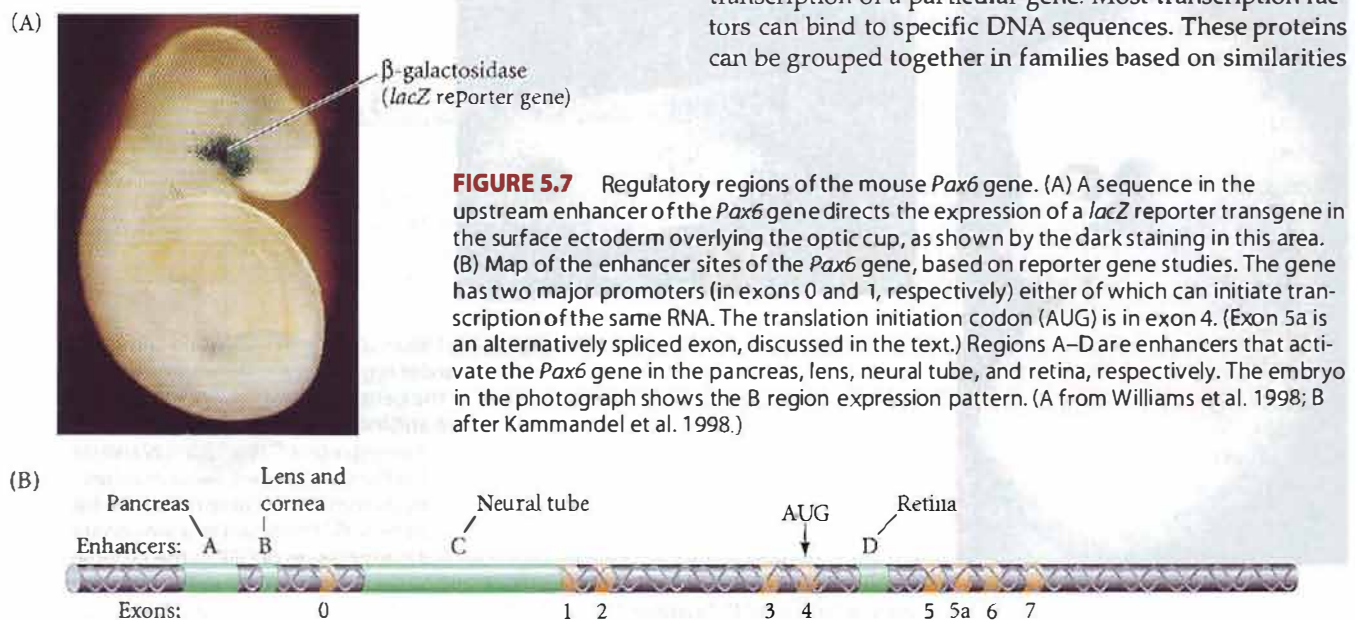 transcription of a particular gene. Most transcription fac-
tors can bind to specific DNA sequences. These proteins
can be grouped together in families based on similarities
(A)
β-galactosidase
(lacZ reporter gene)
FIGURE 5.7 Regulatory regions of the mouse Pax6 gene. (A) A sequence in the
upstream enhancer of the Pax6 gene directs the expression of a lacZ reporter transgene in
the surface ectoderm overlying the optic cup, as shown by the dark staining in this area.
(B) Map of the enhancer sites of the Pax6 gene, based on reporter gene studies. The gene
has two major promoters (in exons 0 and 1, respectively) either of which can initiate tran-
scription of the same RNA. The translation initiation codon (AUG) is in exon 4. (Exon 5a is
an alternatively spliced exon, discussed in the text.) Regions A–D are enhancers that acti-
vate the Pax6 gene in the pancreas, lens, neural tube, and retina, respectively. The embryo
in the photograph shows the B region expression pattern. (A from Williams et al. 1998; B
after Kammandel et al. 1998.)
(B)
Lens and
Pancreas cornea Neural tube AUG Retina
Enhancers: A B C D
Exons: 0 1 2 3 4 5 5a 6 7